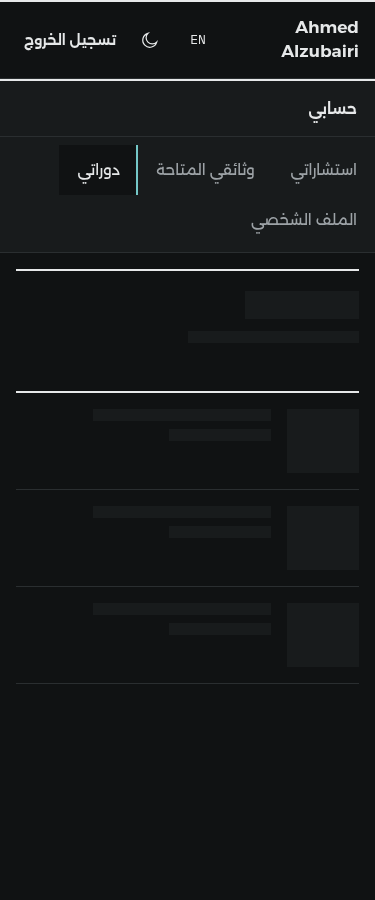 Ahmed
Alzubairi
EN
تسجيل الخروج
حسابي
استشاراتي
وثائقي المتاحة
دوراتي
الملف الشخصي